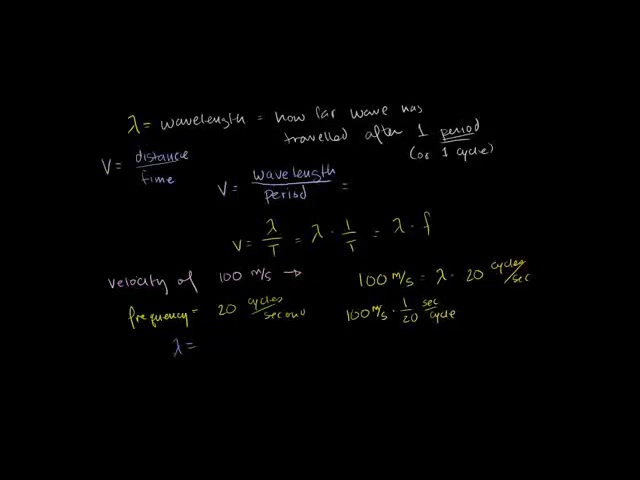 λ = wavelength = how far wave has
travelled after 1 period
(or 1 cycle)
V = distance/time
V = wavelength/period =
V = λ/T = λ · 1/T = λ · f
velocity of 100 m/s →
100 m/s = λ · 20 cycles/sec
frequency = 20 cycles/second
100 m/s · 1/20 sec/cycle
λ =